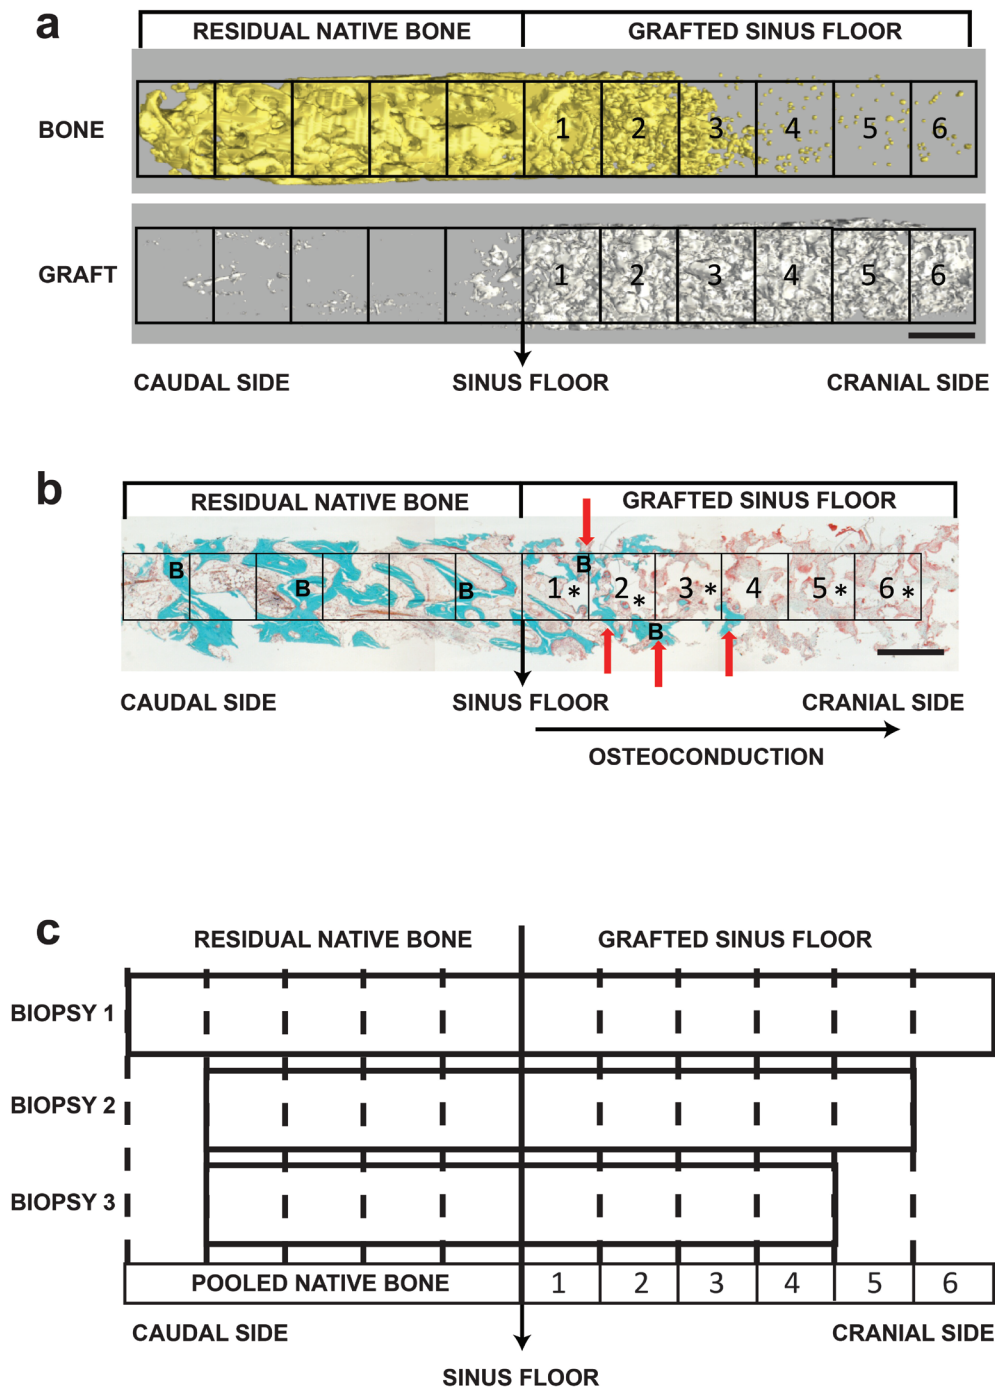 a
RESIDUAL NATIVE BONE GRAFTED SINUS FLOOR
BONE 1 2 3 4 5 6
GRAFT 1 2 3 4 5 6
CAUDAL SIDE SINUS FLOOR CRANIAL SIDE
b
RESIDUAL NATIVE BONE GRAFTED SINUS FLOOR
B B B B B
1* 2* 3* 4 5* 6*
CAUDAL SIDE SINUS FLOOR CRANIAL SIDE
OSTEOCONDUCTION
c
RESIDUAL NATIVE BONE GRAFTED SINUS FLOOR
BIOPSY 1
BIOPSY 2
BIOPSY 3
POOLED NATIVE BONE 1 2 3 4 5 6
CAUDAL SIDE CRANIAL SIDE
SINUS FLOOR